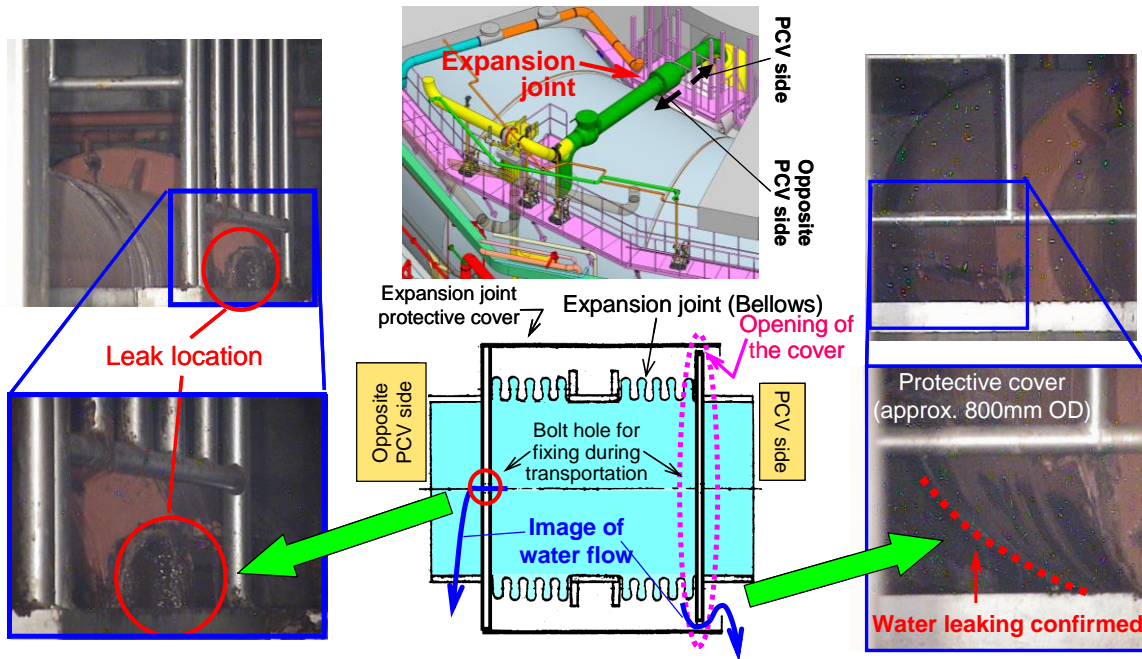 Expansion
joint
PCV side
Opposite
PCV side
Leak location
Expansion joint
protective cover
Expansion joint (Bellows)
Opening of
the cover
Opposite
PCV side
Bolt hole for
fixing during
transportation
PCV side
Image of
water flow
Protective cover
(approx. 800mm OD)
Water leaking confirmed